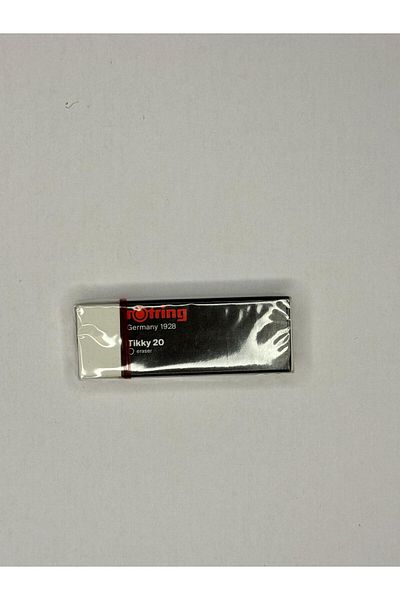 rotring
Germany 1928
Tikky 20
eraser